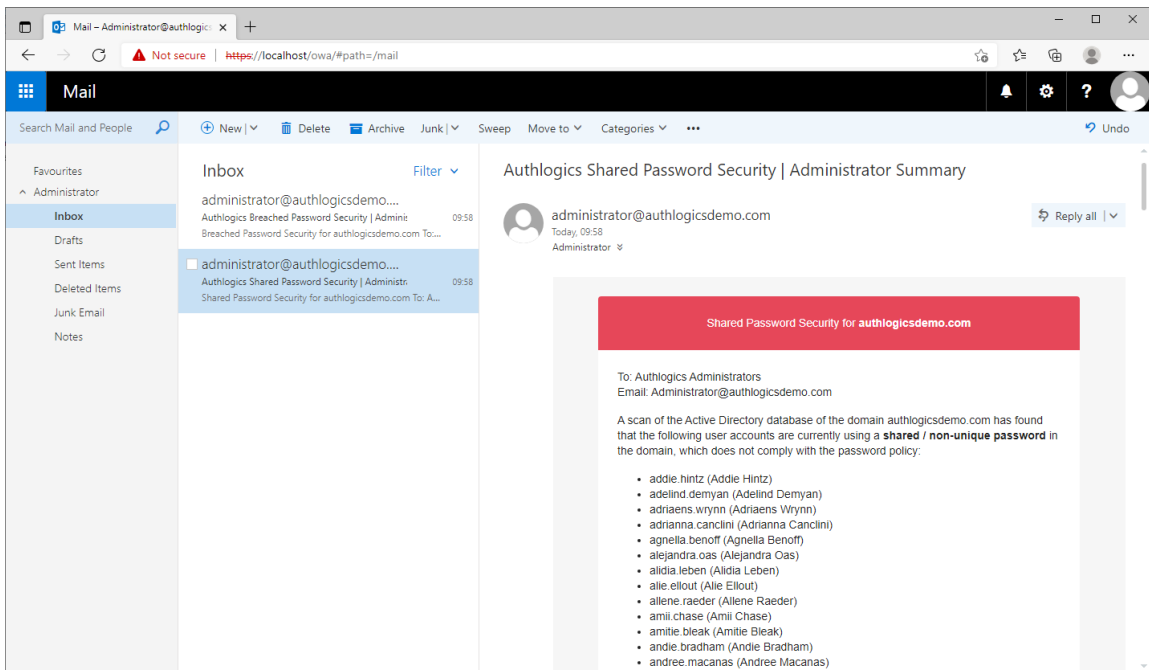 Mail – Administrator@authlogics
Not secure | https://localhost/owa/#path=/mail
Mail
?
Search Mail and People
New
Delete
Archive
Junk
Sweep
Move to
Categories
Undo
Favourites
Administrator
Inbox
Drafts
Sent Items
Deleted Items
Junk Email
Notes
Inbox
Filter
administrator@authlogicsdemo....
Authlogics Breached Password Security | Adminis 09:58
Breached Password Security for authlogicsdemo.com To:...
administrator@authlogicsdemo....
Authlogics Shared Password Security | Administr. 09:58
Shared Password Security for authlogicsdemo.com To: A...
Authlogics Shared Password Security | Administrator Summary
administrator@authlogicsdemo.com
Today, 09:58
Administrator
Reply all
Shared Password Security for authlogicsdemo.com
To: Authlogics Administrators
Email: Administrator@authlogicsdemo.com
A scan of the Active Directory database of the domain authlogicsdemo.com has found
that the following user accounts are currently using a shared / non-unique password in
the domain, which does not comply with the password policy:
• addie.hintz (Addie Hintz)
• adelind.demyan (Adelind Demyan)
• adriaens.wrynn (Adriaens Wrynn)
• adrianna.canclini (Adrianna Canclini)
• agnella.benoff (Agnella Benoff)
• alejandra.oas (Alejandra Oas)
• alidia.leben (Alidia Leben)
• alie.ellout (Alie Ellout)
• allene.raeder (Allene Raeder)
• amii.chase (Amii Chase)
• amitie.bleak (Amitie Bleak)
• andie.bradham (Andie Bradham)
• andree.macanas (Andree Macanas)